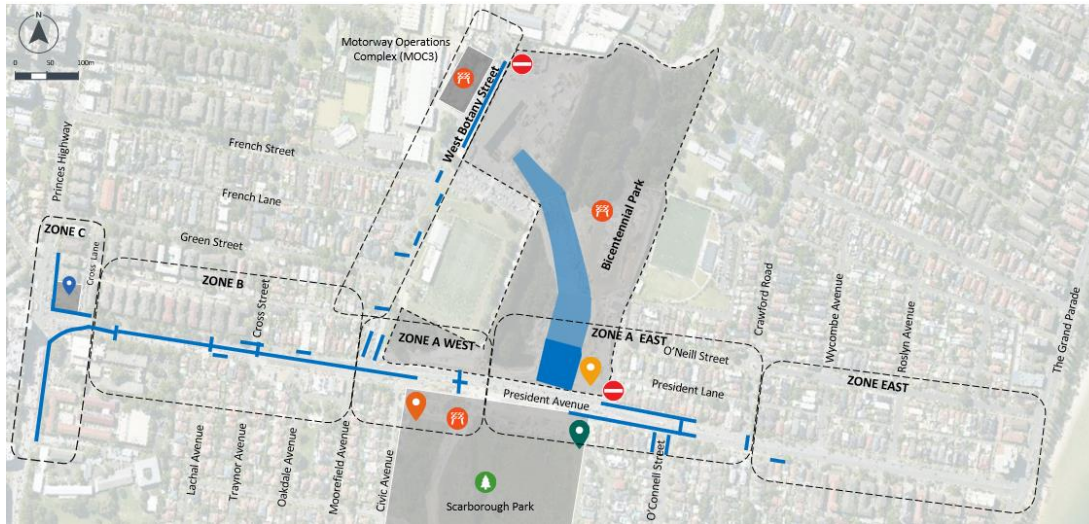 N
0
50
100m
Motorway Operations
Complex (MOC3)
West Botany Street
Princes Highway
French Street
French Lane
Green Street
Bicentennial Park
ZONE C
Cross Lane
ZONE B
Cross Street
ZONE A WEST
ZONE A EAST
O'Neill Street
President Lane
President Avenue
Crawford Road
Wycombe Avenue
Roslyn Avenue
The Grand Parade
ZONE EAST
Lachal Avenue
Traynor Avenue
Oakdale Avenue
Moorefield Avenue
Civic Avenue
O'Connell Street
Scarborough Park